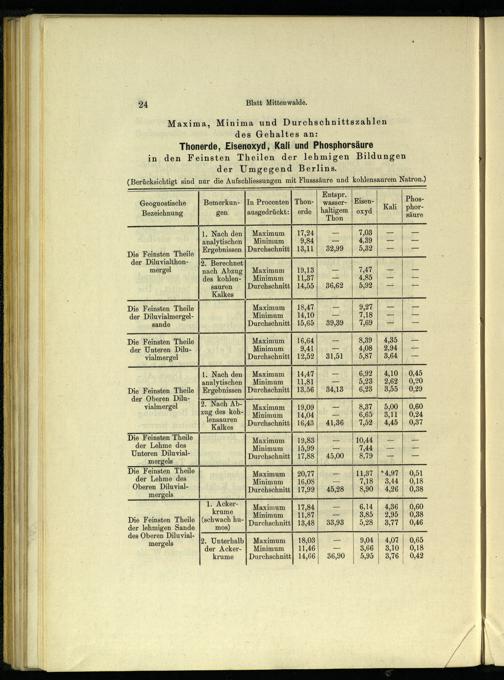 24
Blatt Mittenwalde.
Maxima, Minima und Durchschnittszahlen
des Gehaltes an:
Thonerde, Eisenoxyd, Kali und Phosphorsäure
in den Feinsten Theilen der lehmigen Bildungen
der Umgegend Berlins.
(Berücksichtigt sind nur die Aufschliessungen mit Flusssäure und kohlensaurem Natron.)
Geognostische Bezeichnung | Bemerkungen | In Procenten ausgedrückt: | Thonerde | Entspr. wasserhaltigem Thon | Eisenoxyd | Kali | Phosphorsäure
Die Feinsten Theile der Diluvialthonmergel
1. Nach den analytischen Ergebnissen
Maximum 17,24 — 7,03 — —
Minimum 9,84 — 4,39 — —
Durchschnitt 13,11 32,99 5,32 — —
2. Berechnet nach Abzug des kohlensauren Kalkes
Maximum 19,13 — 7,47 — —
Minimum 11,37 — 4,85 — —
Durchschnitt 14,55 36,62 5,92 — —
Die Feinsten Theile der Diluvialmergelsande
Maximum 18,47 — 9,27 — —
Minimum 14,10 — 7,18 — —
Durchschnitt 15,65 39,39 7,69 — —
Die Feinsten Theile der Unteren Diluvialmergel
Maximum 16,64 — 8,39 4,35 —
Minimum 9,41 — 4,08 2,94 —
Durchschnitt 12,52 31,51 5,87 3,64 —
Die Feinsten Theile der Oberen Diluvialmergel
1. Nach den analytischen Ergebnissen
Maximum 14,47 — 6,92 4,10 0,45
Minimum 11,81 — 5,23 2,62 0,20
Durchschnitt 13,56 34,13 6,23 3,55 0,29
2. Nach Abzug des kohlensauren Kalkes
Maximum 19,09 — 8,37 5,00 0,60
Minimum 14,04 — 6,65 3,11 0,24
Durchschnitt 16,43 41,36 7,52 4,45 0,37
Die Feinsten Theile der Lehme des Unteren Diluvialmergels
Maximum 19,83 — 10,44 — —
Minimum 15,99 — 7,44 — —
Durchschnitt 17,88 45,00 8,79 — —
Die Feinsten Theile der Lehme des Oberen Diluvialmergels
Maximum 20,77 — 11,37 *4,97 0,51
Minimum 16,08 — 7,18 3,44 0,18
Durchschnitt 17,99 45,28 8,90 4,26 0,38
Die Feinsten Theile der lehmigen Sande des Oberen Diluvialmergels
1. Ackerkrume (schwach humos)
Maximum 17,84 — 6,14 4,36 0,60
Minimum 11,87 — 3,85 2,95 0,38
Durchschnitt 13,48 33,93 5,28 3,77 0,46
2. Unterhalb der Ackerkrume
Maximum 18,03 — 9,04 4,07 0,65
Minimum 11,46 — 3,66 3,10 0,18
Durchschnitt 14,66 36,90 5,95 3,76 0,42